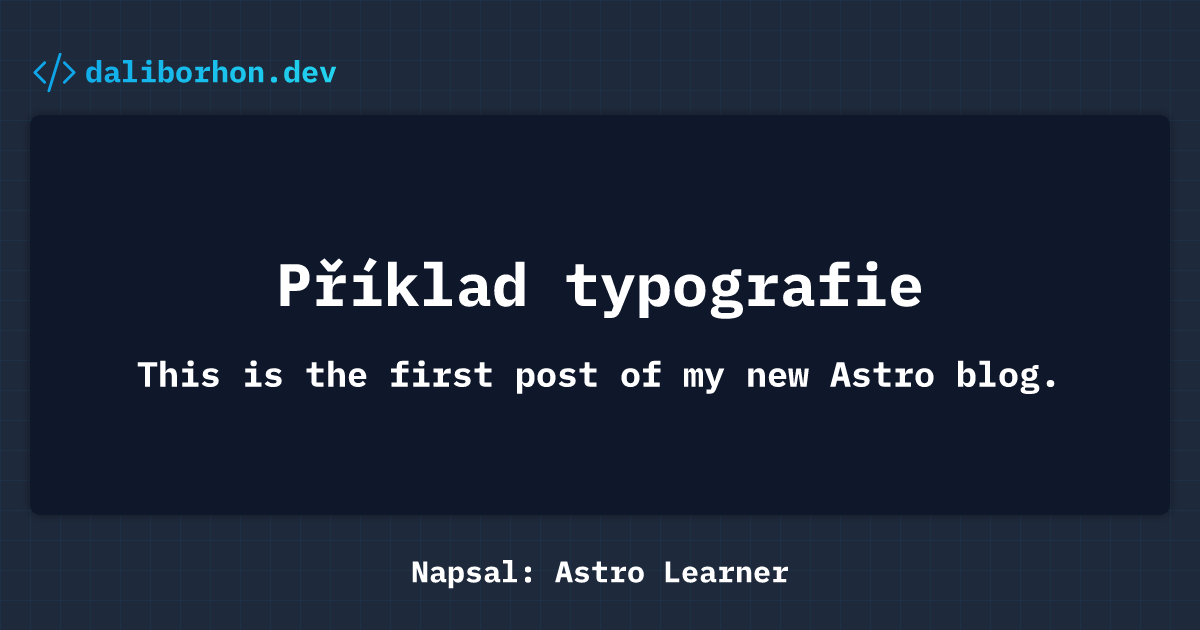 daliborhon.dev
Příklad typografie
This is the first post of my new Astro blog.
Napsal: Astro Learner